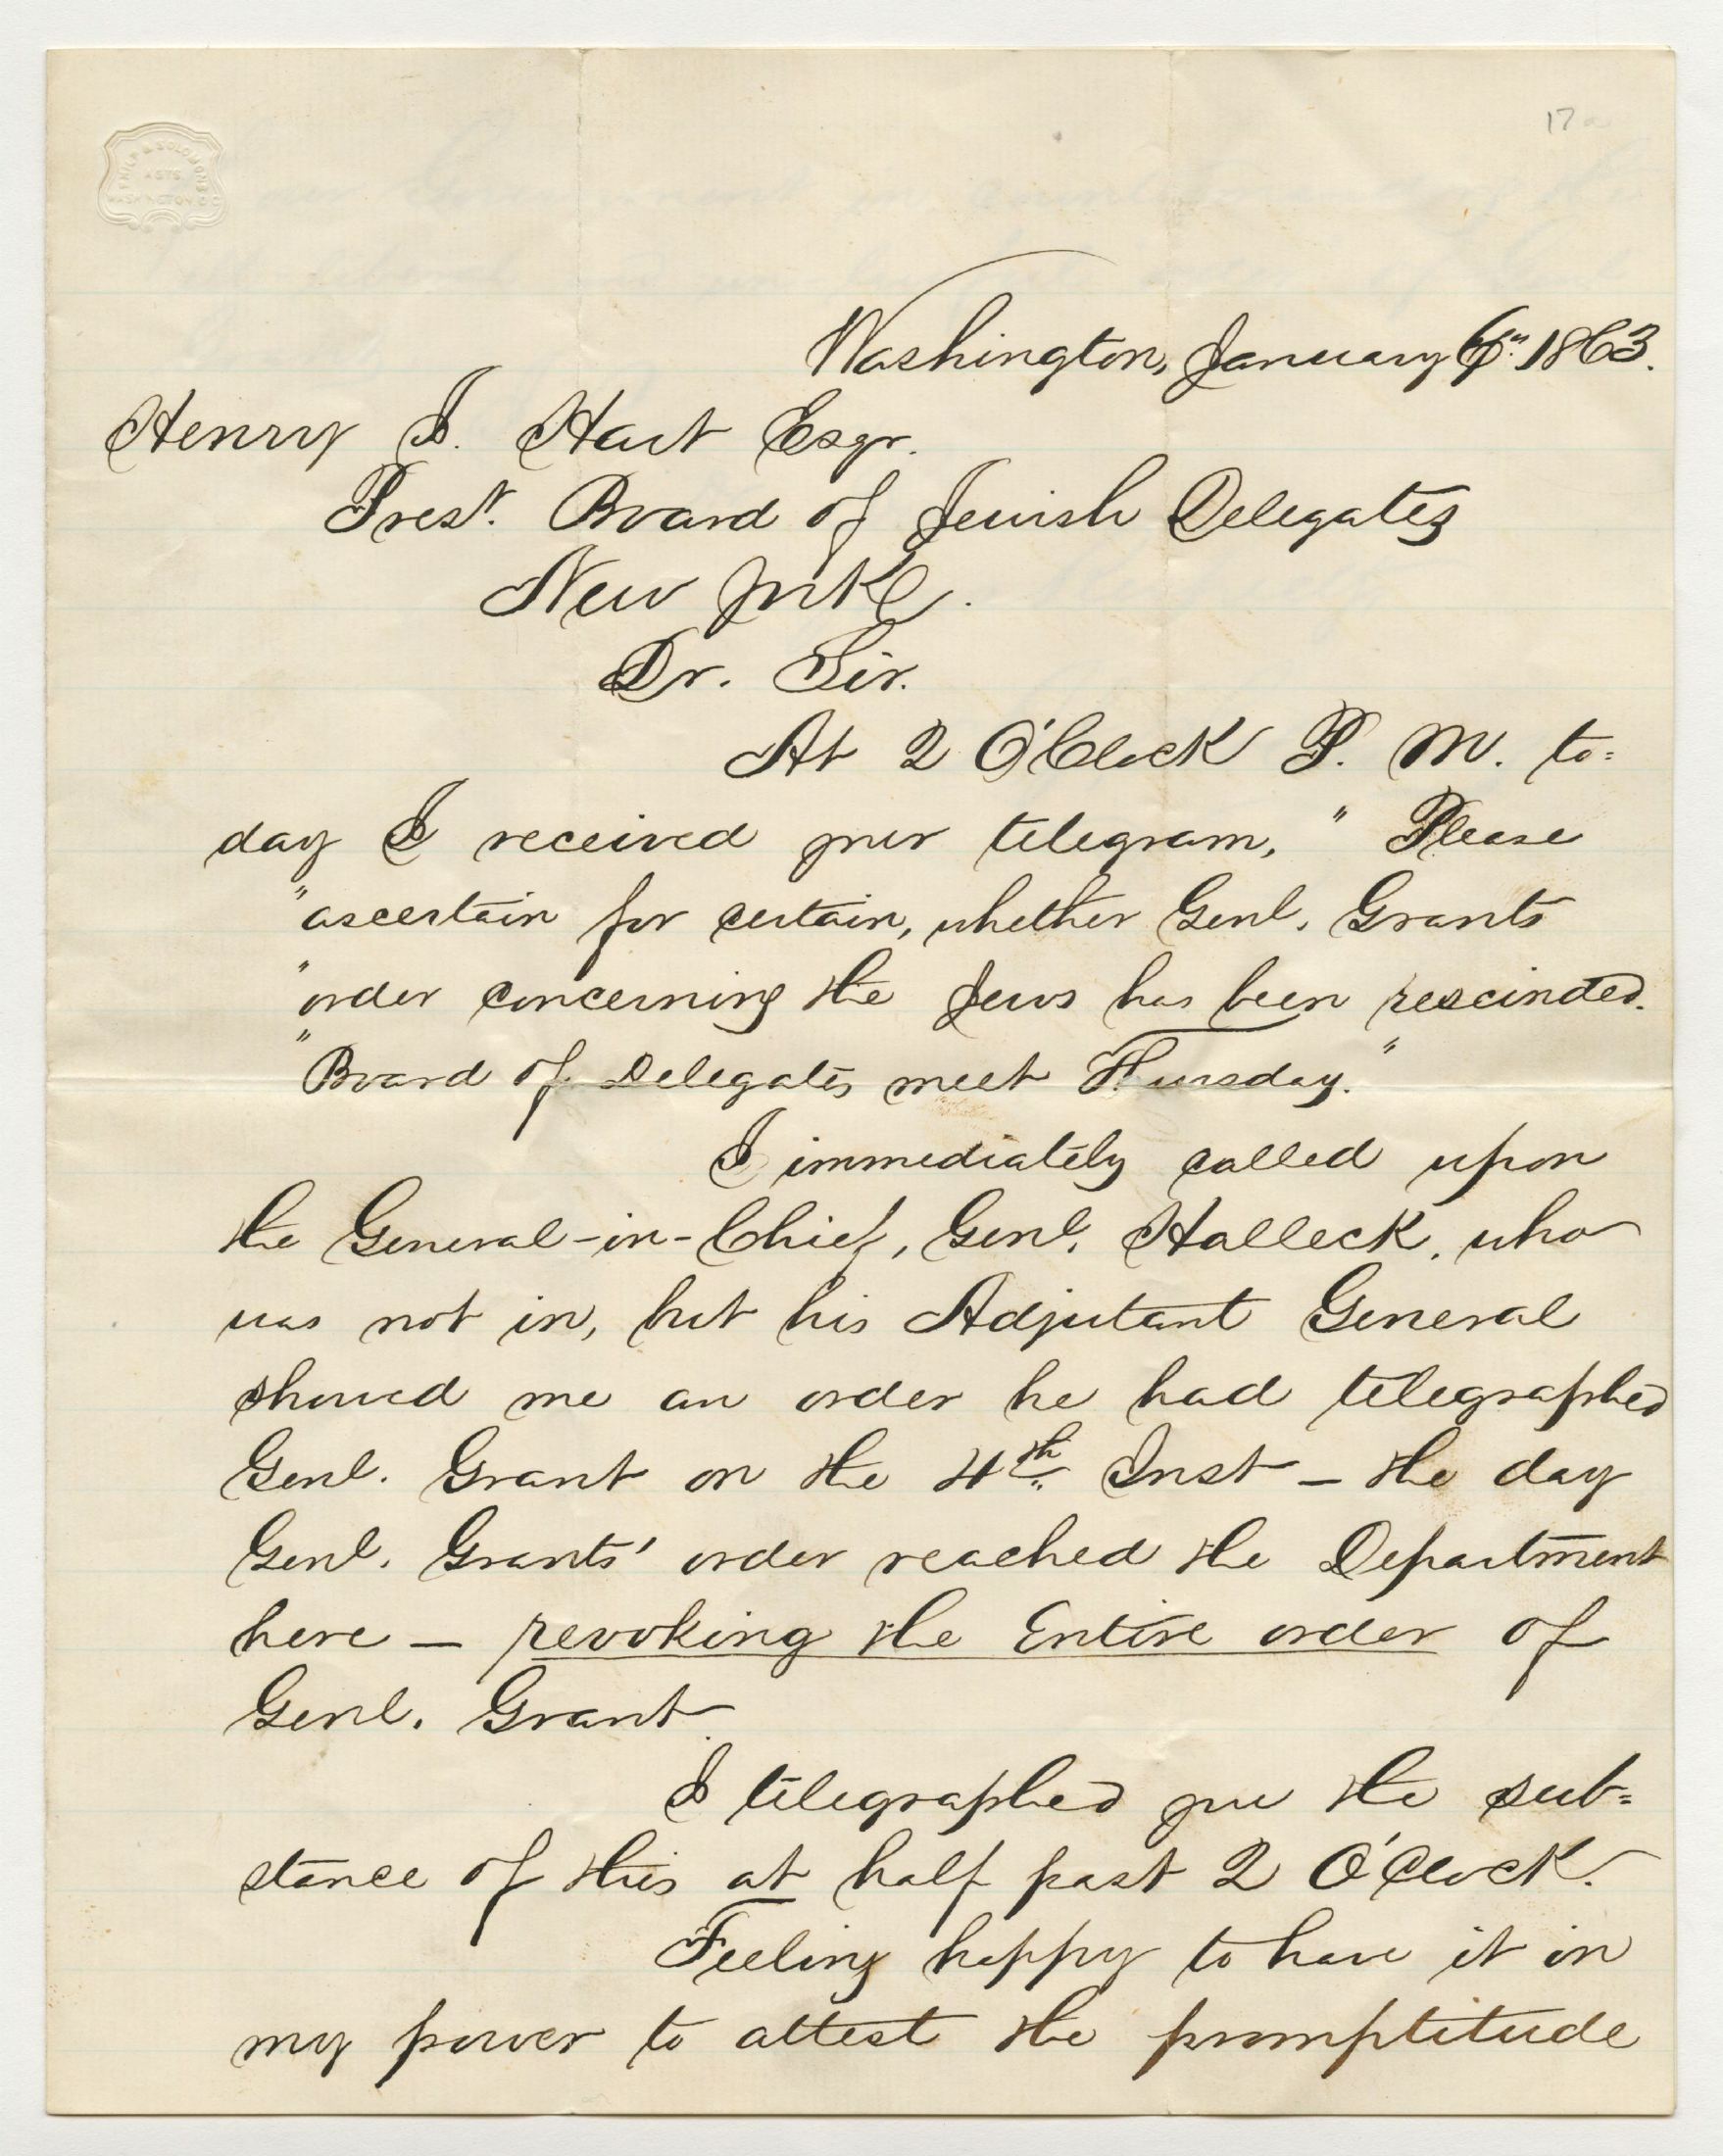 17
PHILP & SOLOMONS
WASHINGTON D.C.
Washington, January 6th 1863.
Henry I. Hart Esqr.
Prest. Board of Jewish Delegates
New York.
Dr. Sir.
At 2 O'Clock P. M. to=
day I received your telegram, " Please
" ascertain for certain, whether Genl. Grants
" order concerning the Jews has been rescinded.
" Board of Delegates meet Thursday."
I immediately called upon
the General-in-Chief, Genl. Halleck, who
was not in, but his Adjutant General
showed me an order he had telegraphed
Genl. Grant on the 4th Inst – the day
Genl. Grants' order reached the Department
here – revoking the Entire order of
Genl. Grant.
I telegraphed you the sub=
stance of this at half past 2 O'Clock.
Feeling happy to have it in
my power to attest the promptitude